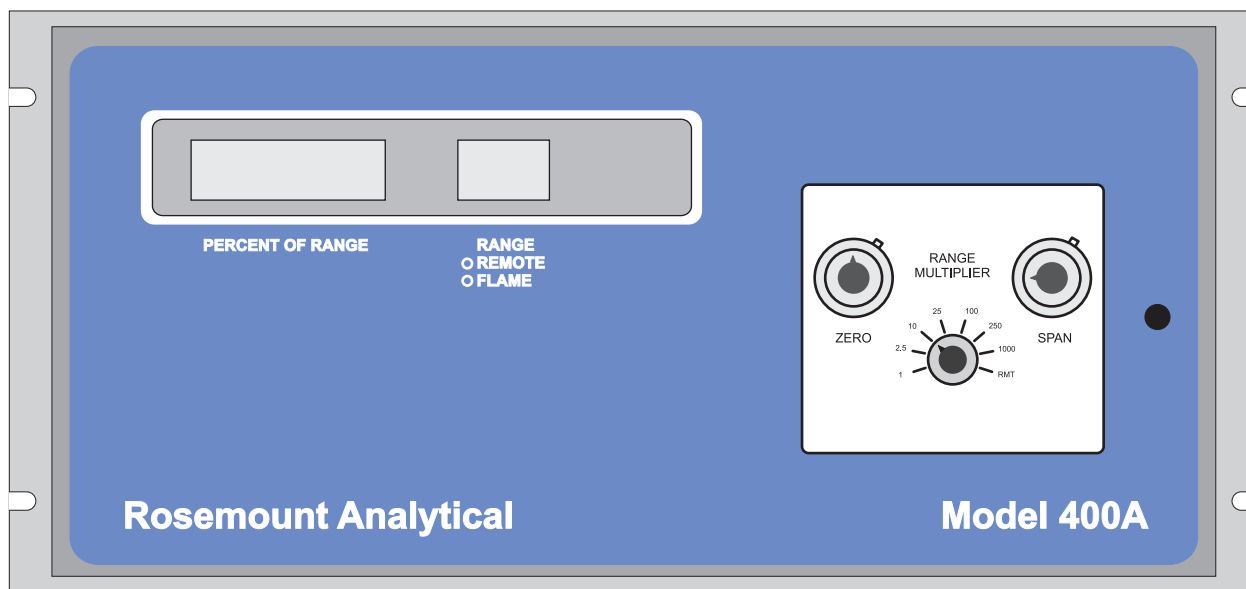 PERCENT OF RANGE
RANGE
REMOTE
FLAME
RANGE
MULTIPLIER
ZERO
SPAN
1
2.5
10
25
100
250
1000
RMT
Rosemount Analytical
Model 400A